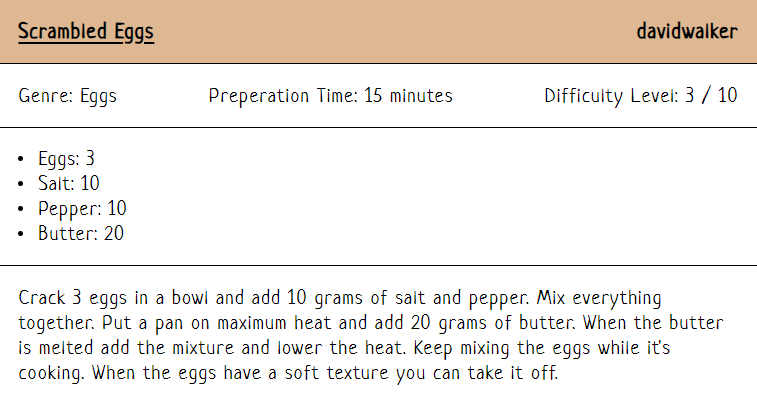 Scrambled Eggs davidwalker
Genre: Eggs Preperation Time: 15 minutes Difficulty Level: 3 / 10
• Eggs: 3
• Salt: 10
• Pepper: 10
• Butter: 20
Crack 3 eggs in a bowl and add 10 grams of salt and pepper. Mix everything
together. Put a pan on maximum heat and add 20 grams of butter. When the butter
is melted add the mixture and lower the heat. Keep mixing the eggs while it's
cooking. When the eggs have a soft texture you can take it off.